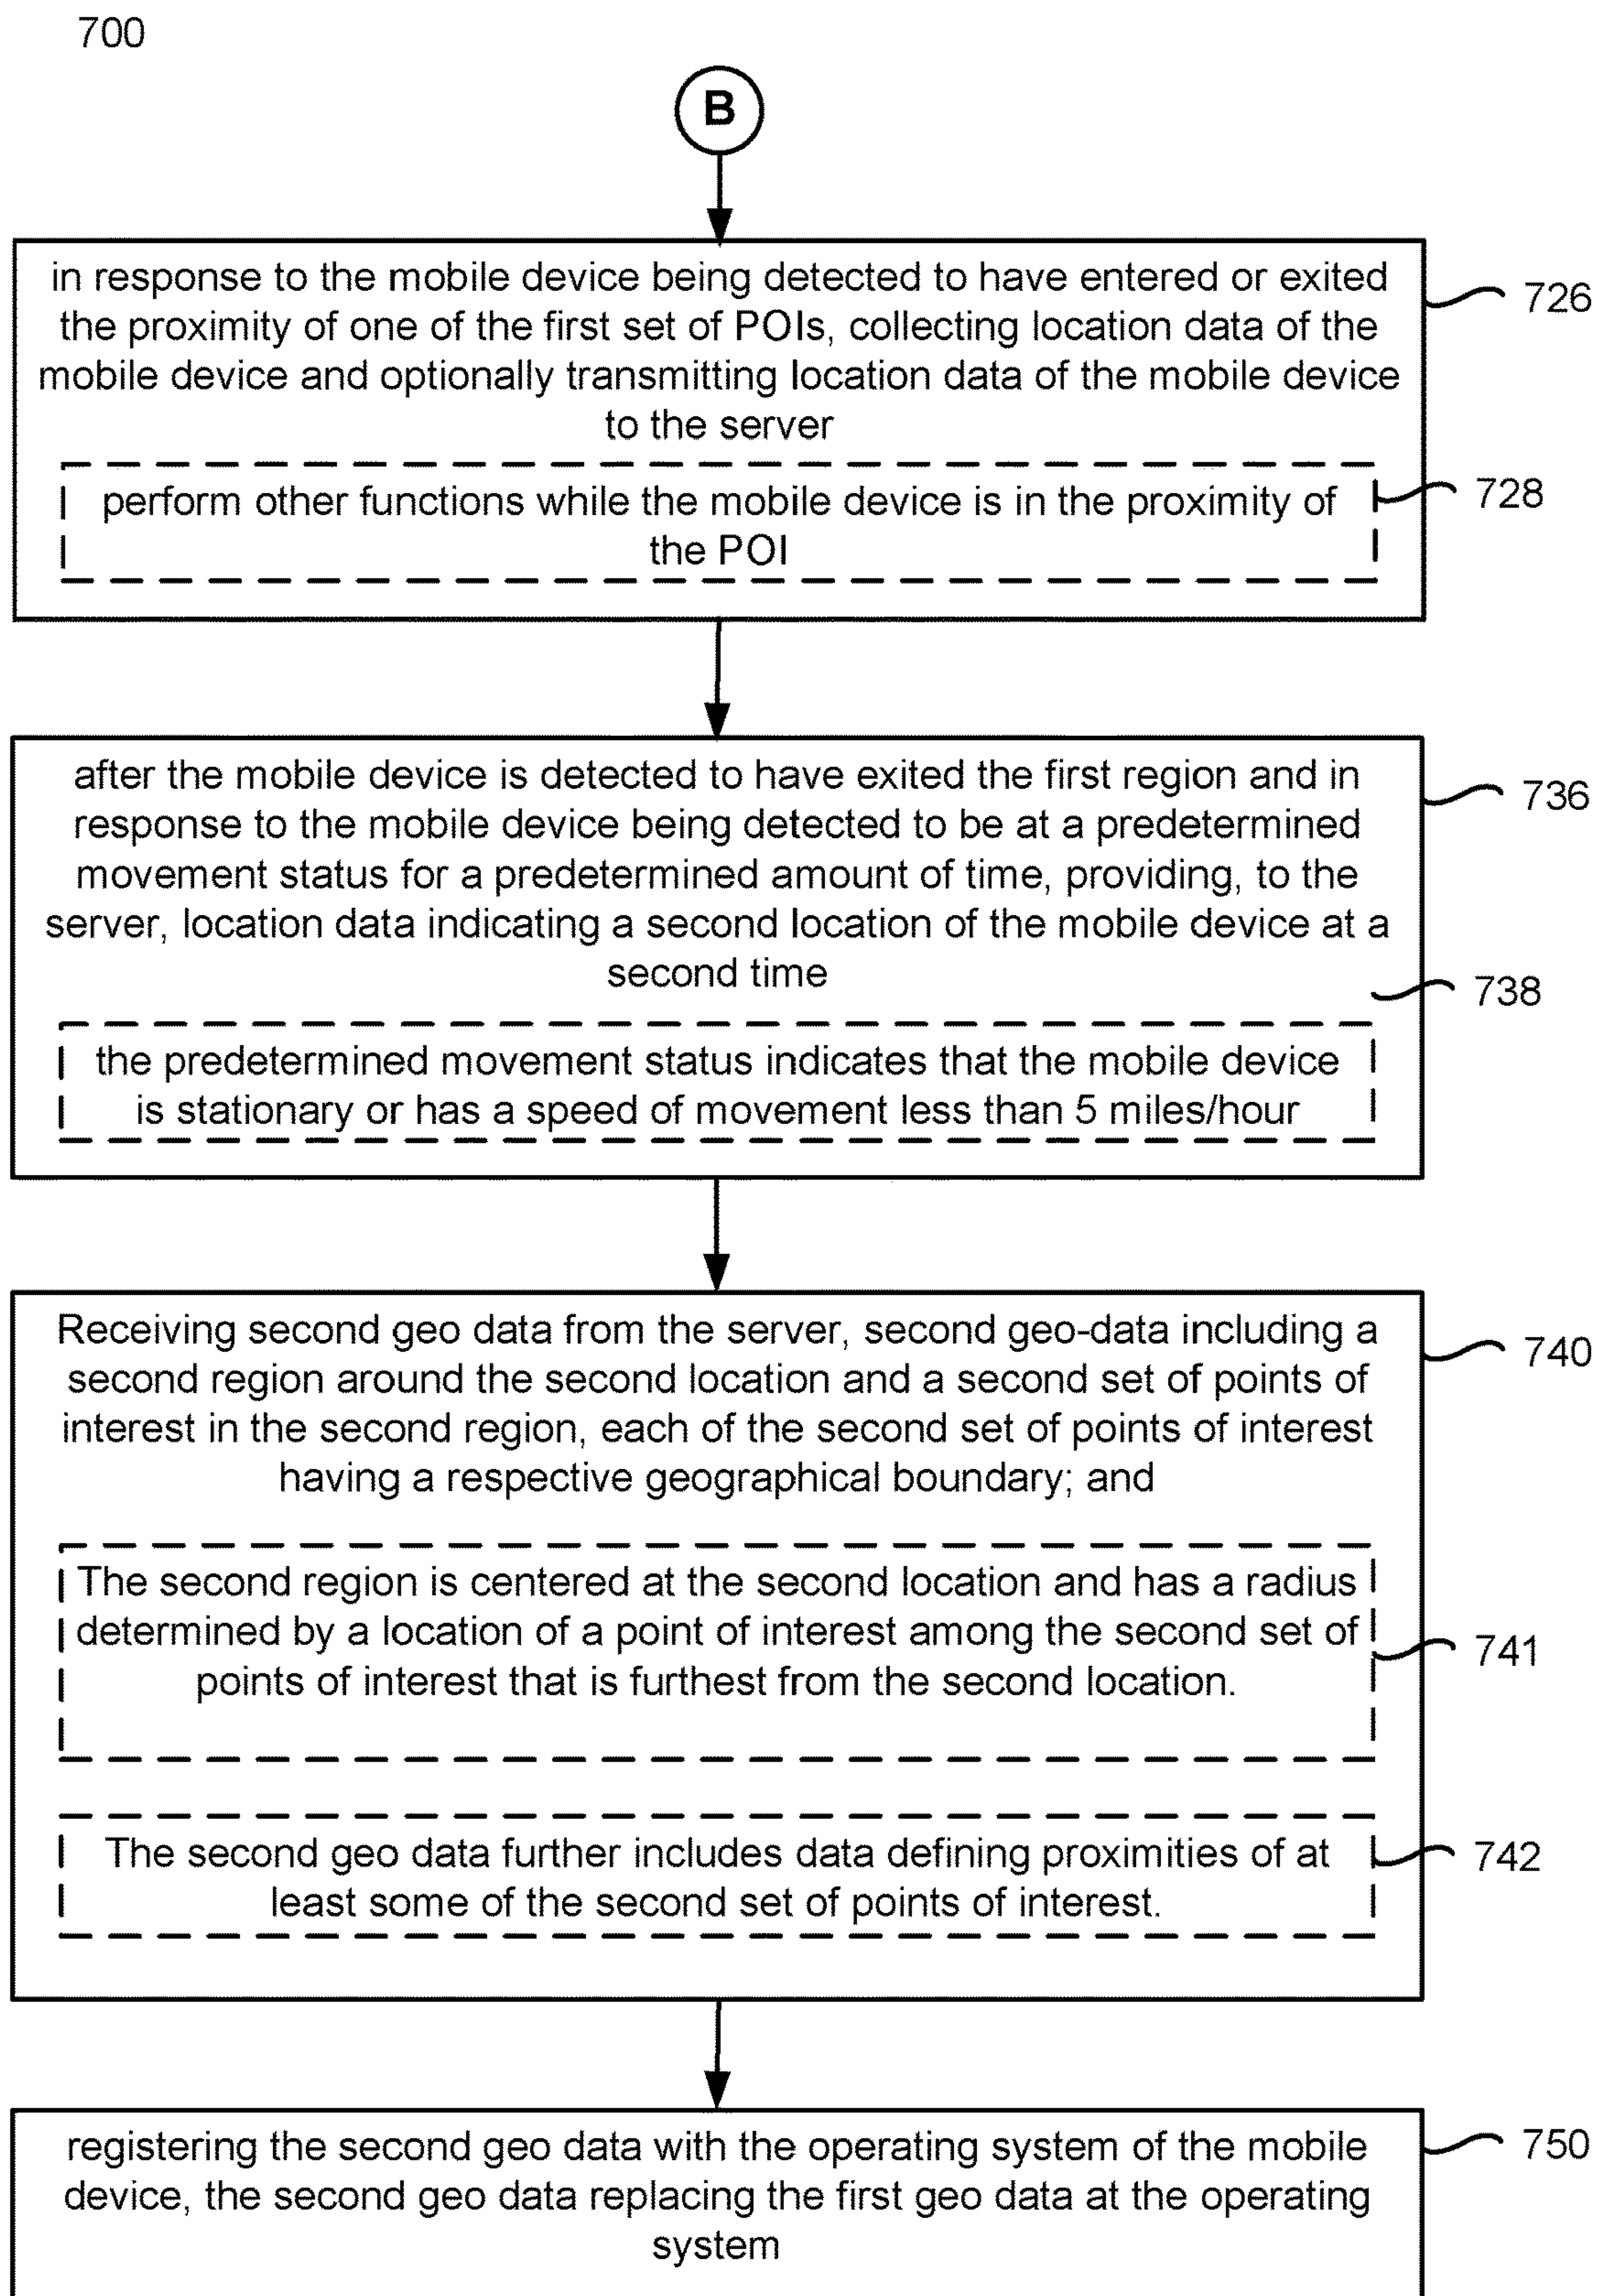 700
B
in response to the mobile device being detected to have entered or exited
the proximity of one of the first set of POIs, collecting location data of the
mobile device and optionally transmitting location data of the mobile device
to the server
726
perform other functions while the mobile device is in the proximity of
the POI
728
after the mobile device is detected to have exited the first region and in
response to the mobile device being detected to be at a predetermined
movement status for a predetermined amount of time, providing, to the
server, location data indicating a second location of the mobile device at a
second time
736
738
the predetermined movement status indicates that the mobile device
is stationary or has a speed of movement less than 5 miles/hour
Receiving second geo data from the server, second geo-data including a
second region around the second location and a second set of points of
interest in the second region, each of the second set of points of interest
having a respective geographical boundary; and
740
The second region is centered at the second location and has a radius
determined by a location of a point of interest among the second set of
points of interest that is furthest from the second location.
741
The second geo data further includes data defining proximities of at
least some of the second set of points of interest.
742
registering the second geo data with the operating system of the mobile
device, the second geo data replacing the first geo data at the operating
system
750